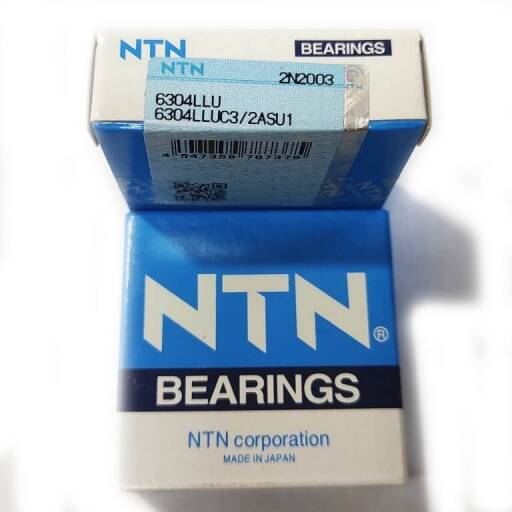 NTN
BEARINGS
NTN
2N2003
6304LLU
6304LLUC3/2ASU1
NTN®
BEARINGS
NTN corporation
MADE IN JAPAN